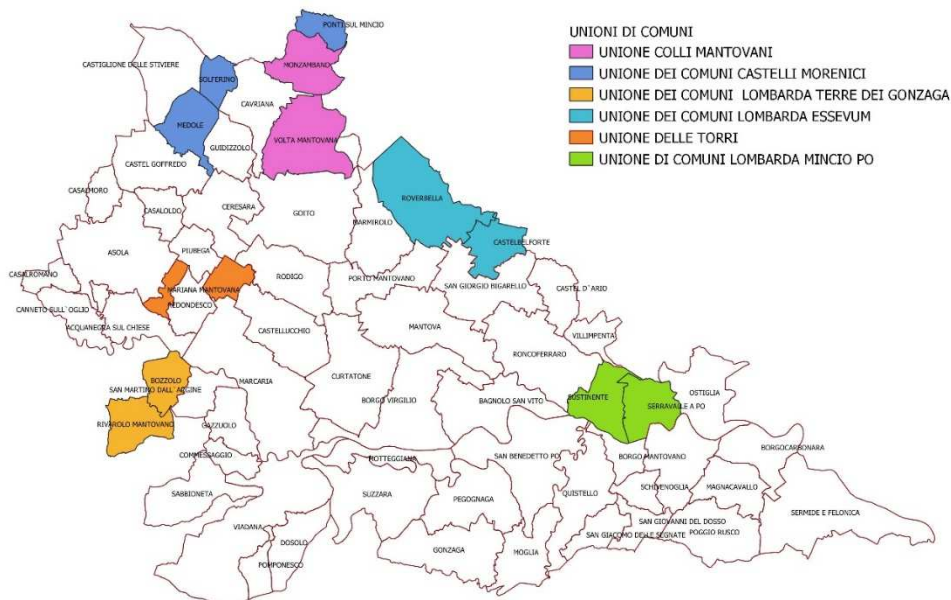 UNIONI DI COMUNI
UNIONE COLLI MANTOVANI
UNIONE DEI COMUNI CASTELLI MORENICI
UNIONE DEI COMUNI LOMBARDA TERRE DEI GONZAGA
UNIONE DEI COMUNI LOMBARDA ESSEVUM
UNIONE DELLE TORRI
UNIONE DI COMUNI LOMBARDA MINCIO PO
PONTI SUL MINCIO
CASTIGLIONE DELLE STIVIERE
MONZAMBANO
SOLFERINO
CAVRIANA
MEDOLE
VOLTA MANTOVANA
GUIDIZZOLO
CASTEL GOFFREDO
CASALMORO
ROVERBELLA
CERESARA
CASALOLDO
GOITO
MARMIROLO
CASTELBELFORTE
ASOLA
PIUBEGA
CASALROMANO
RODIGO
PORTO MANTOVANO
SAN GIORGIO BIGARELLO
CASTEL D`ARIO
MARIANA MANTOVANA
REDONDESCO
CANNETO SULL`OGLIO
ACQUANEGRA SUL CHIESE
CASTELLUCCHIO
MANTOVA
VILLIMPENTA
RONCOFERRARO
BOZZOLO
MARCARIA
CURTATONE
SAN MARTINO DALL`ARGINE
BORGO VIRGILIO
BAGNOLO SAN VITO
SUSTINENTE
OSTIGLIA
SERRAVALLE A PO
RIVAROLO MANTOVANO
GAZZUOLO
BORGOCARBONARA
COMMESSAGGIO
MOTTEGGIANA
SAN BENEDETTO PO
BORGO MANTOVANO
SABBIONETA
SUZZARA
PEGOGNAGA
QUISTELLO
SCHIVENOGLIA
MAGNACAVALLO
SERMIDE E FELONICA
VIADANA
SAN GIOVANNI DEL DOSSO
POGGIO RUSCO
SAN GIACOMO DELLE SEGNATE
DOSOLO
GONZAGA
MOGLIA
POMPONESCO